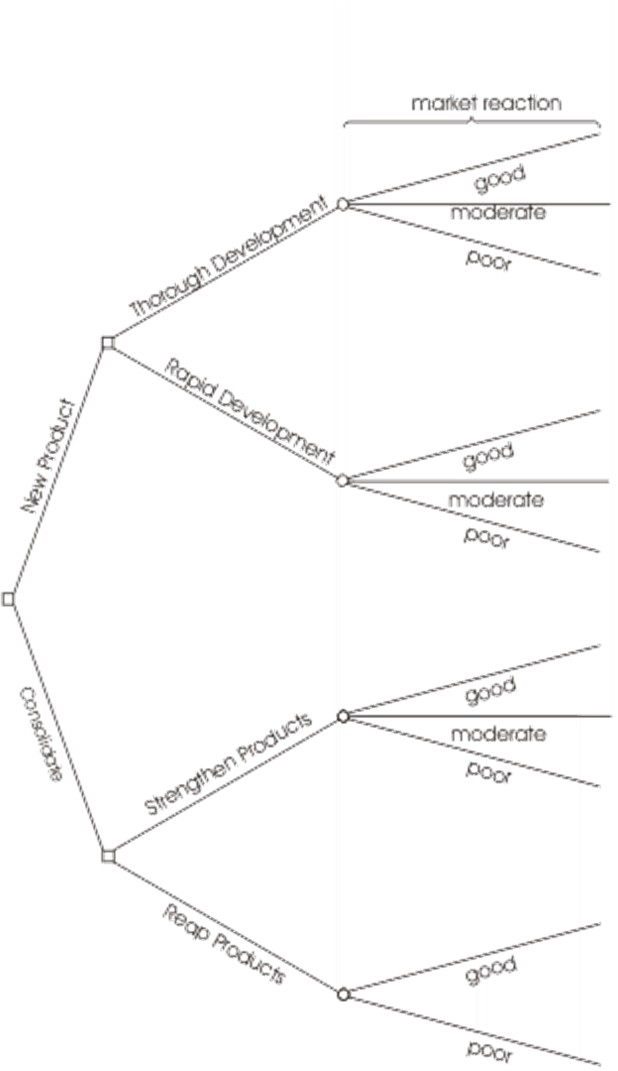 market reaction
good
moderate
poor
Thorough Development
Rapid Development
good
moderate
poor
New Product
Consolidate
good
moderate
poor
Strengthen Products
Reap Products
good
poor